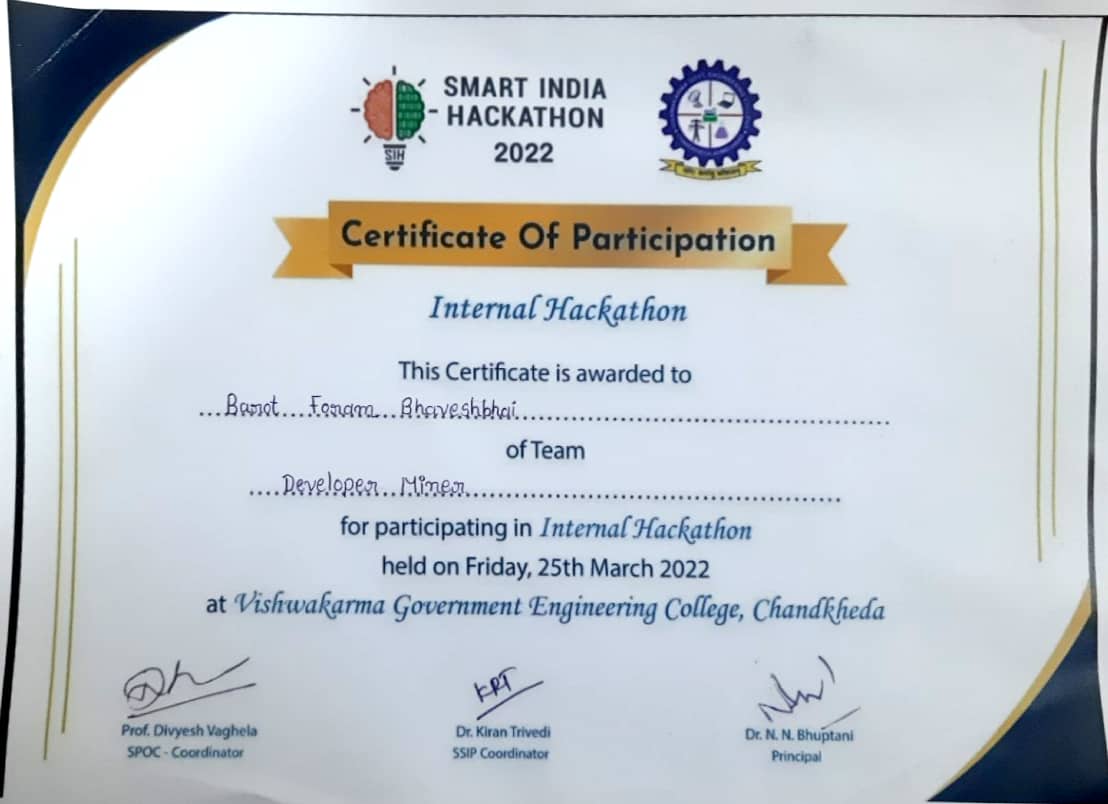 SMART INDIA
HACKATHON
2022
SIH
Certificate Of Participation
Internal Hackathon
This Certificate is awarded to
...Barot...Foram...Bhaveshbhai...
of Team
....Developer..Miner...
for participating in Internal Hackathon
held on Friday, 25th March 2022
at Vishwakarma Government Engineering College, Chandkheda
KRT
Prof. Divyesh Vaghela
SPOC - Coordinator
Dr. Kiran Trivedi
SSIP Coordinator
Dr. N. N. Bhuptani
Principal